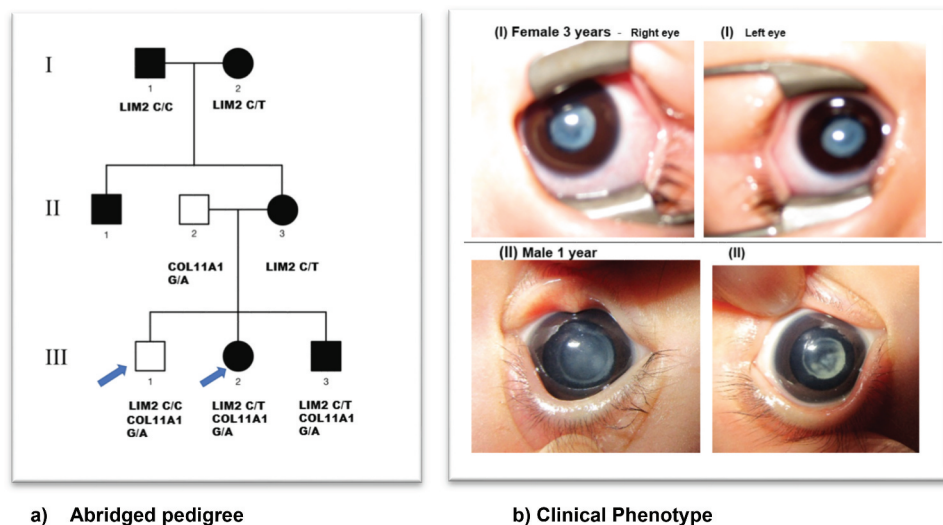 I
1
2
LIM2 C/C
LIM2 C/T
II
1
2
3
COL11A1
G/A
LIM2 C/T
III
1
2
3
LIM2 C/C
COL11A1
G/A
LIM2 C/T
COL11A1
G/A
LIM2 C/T
COL11A1
G/A
a) Abridged pedigree
(I) Female 3 years - Right eye
(I) Left eye
(II) Male 1 year
(II)
b) Clinical Phenotype